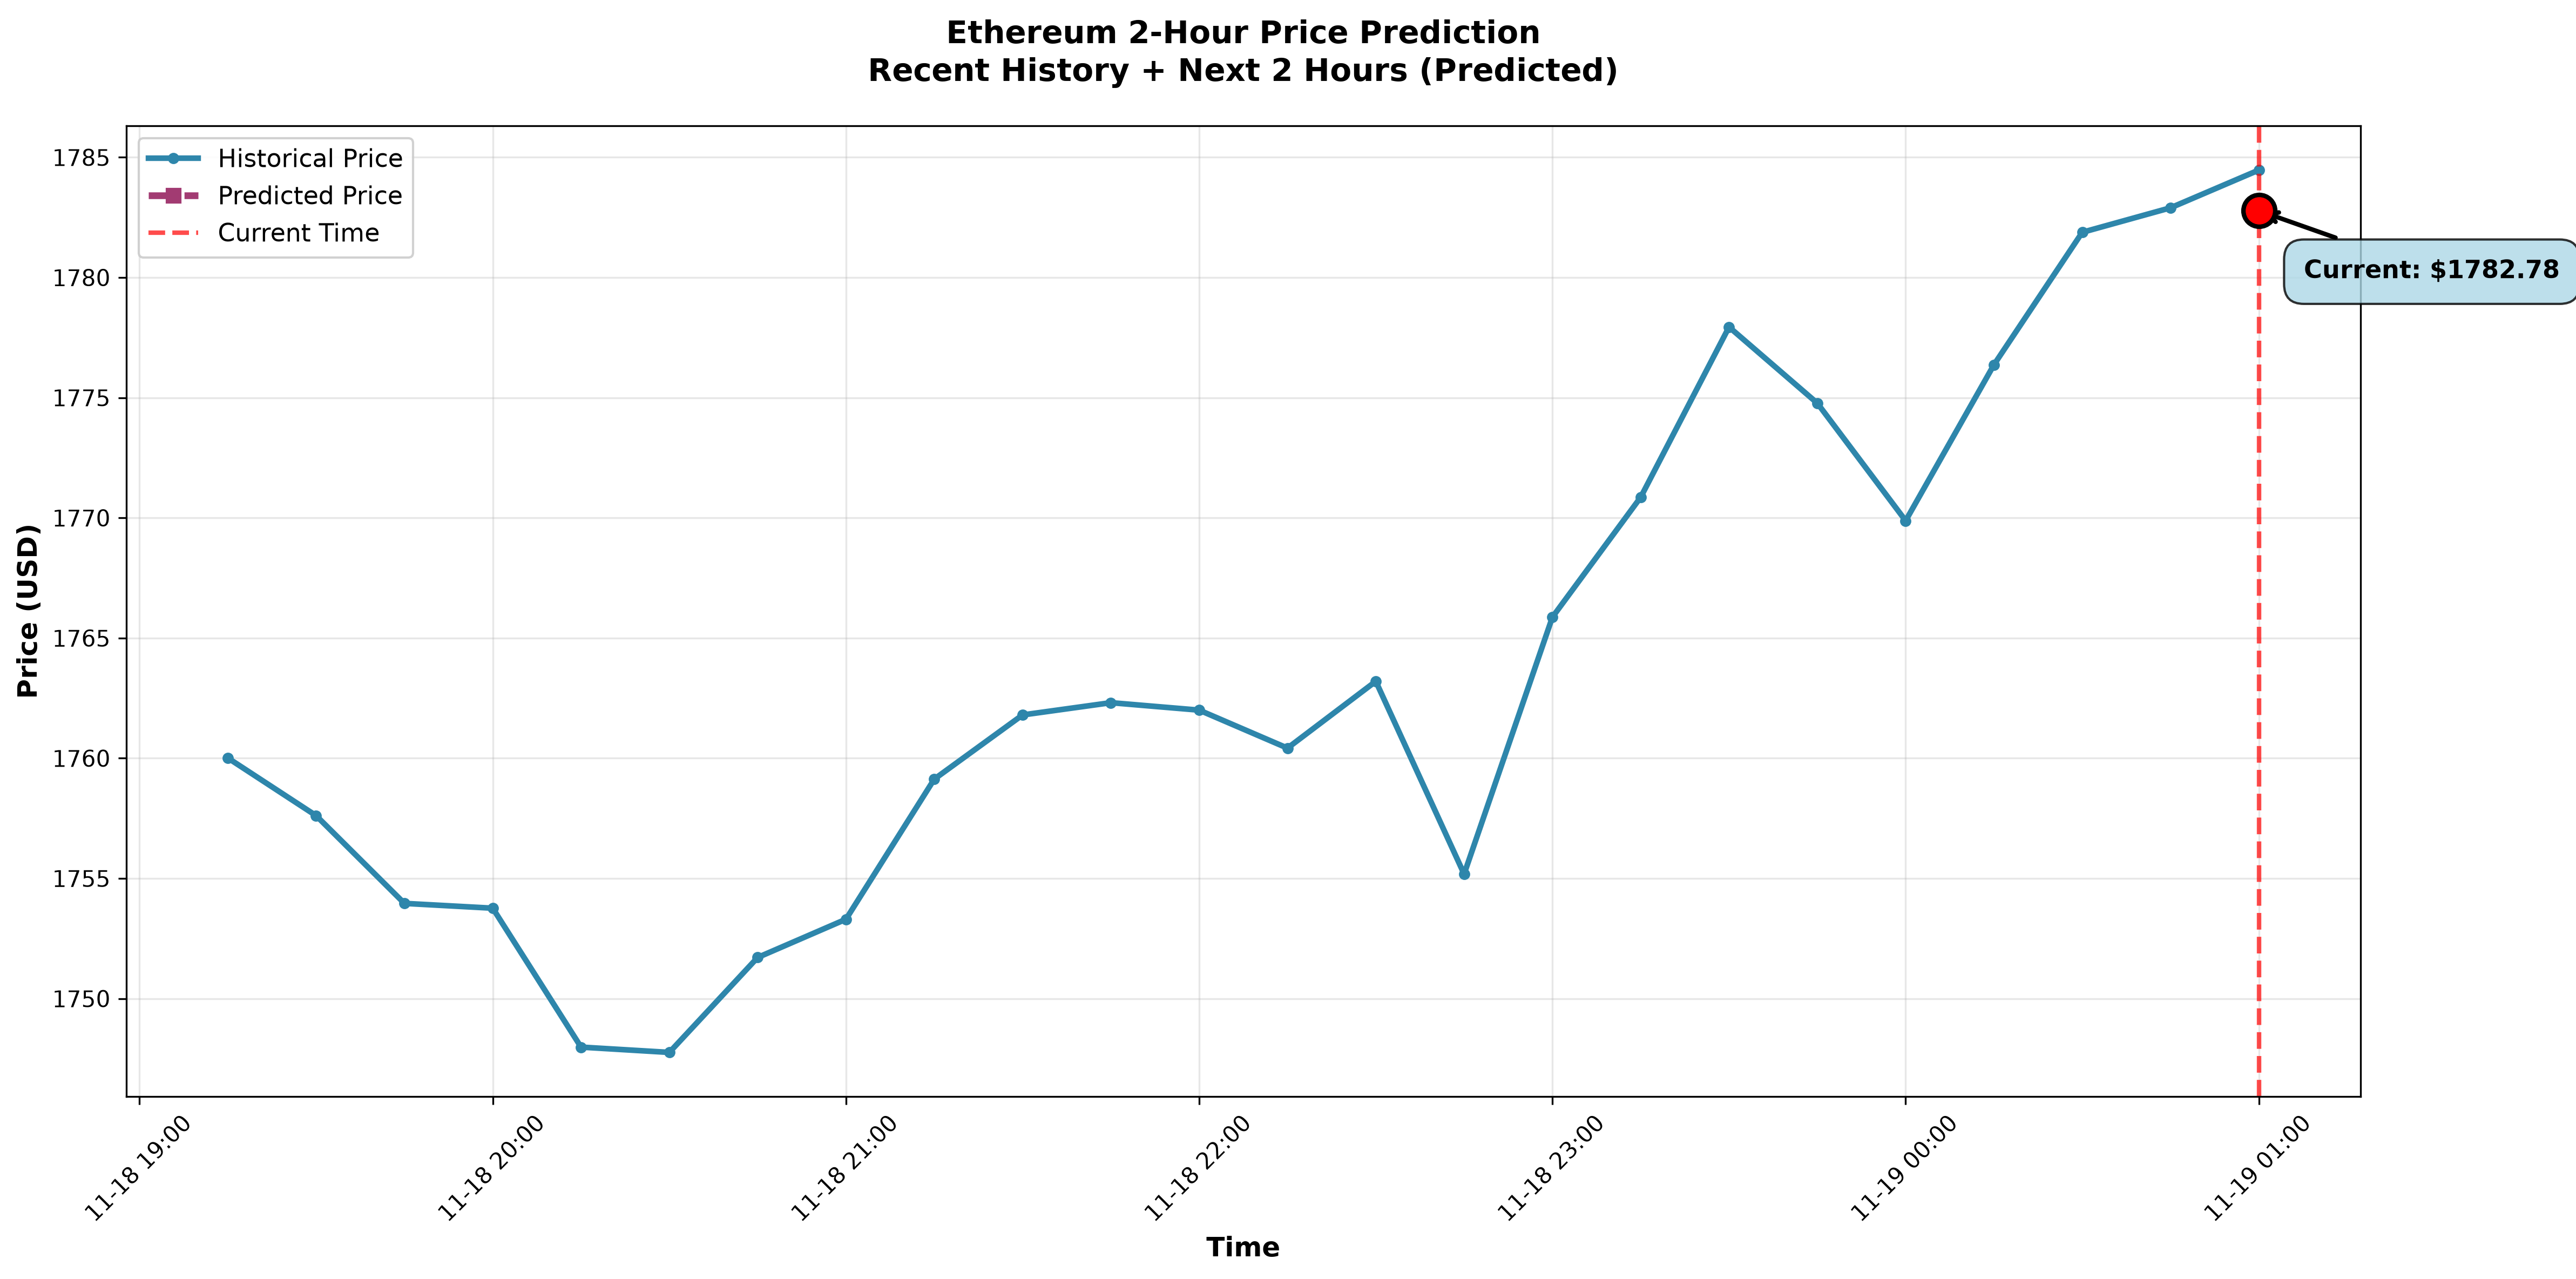 Ethereum 2-Hour Price Prediction
Recent History + Next 2 Hours (Predicted)
Historical Price
Predicted Price
Current Time
Current: $1782.78
Price (USD)
1785
1780
1775
1770
1765
1760
1755
1750
11-18 19:00
11-18 20:00
11-18 21:00
11-18 22:00
11-18 23:00
11-19 00:00
11-19 01:00
Time